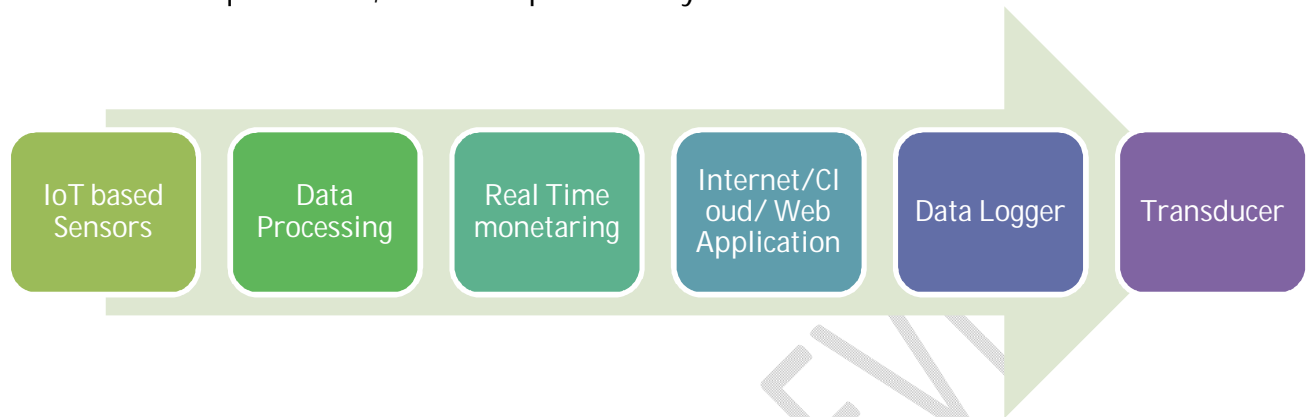 IoT based
Sensors
Data
Processing
Real Time
monetaring
Internet/Cl
oud/ Web
Application
Data Logger
Transducer